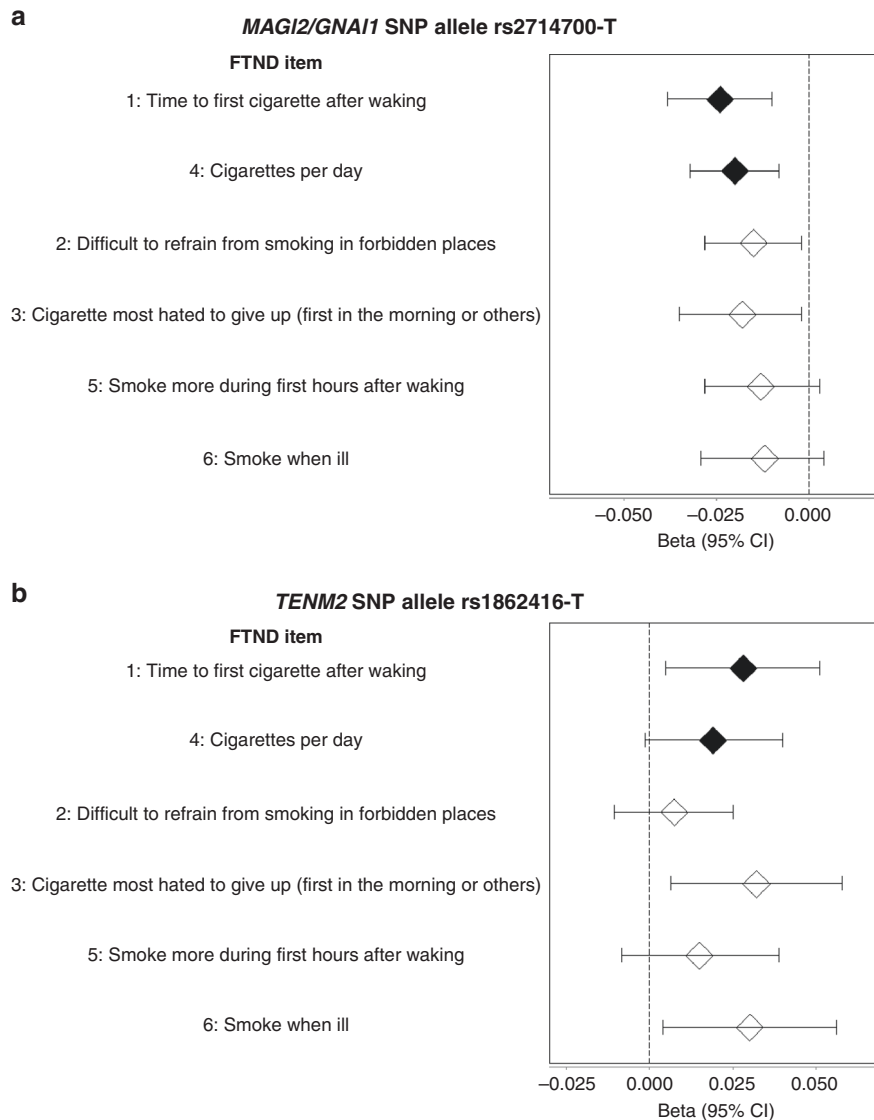 a
MAGI2/GNAI1 SNP allele rs2714700-T
FTND item
1: Time to first cigarette after waking
4: Cigarettes per day
2: Difficult to refrain from smoking in forbidden places
3: Cigarette most hated to give up (first in the morning or others)
5: Smoke more during first hours after waking
6: Smoke when ill
–0.050 –0.025 0.000
Beta (95% CI)
b
TENM2 SNP allele rs1862416-T
FTND item
1: Time to first cigarette after waking
4: Cigarettes per day
2: Difficult to refrain from smoking in forbidden places
3: Cigarette most hated to give up (first in the morning or others)
5: Smoke more during first hours after waking
6: Smoke when ill
–0.025 0.000 0.025 0.050
Beta (95% CI)